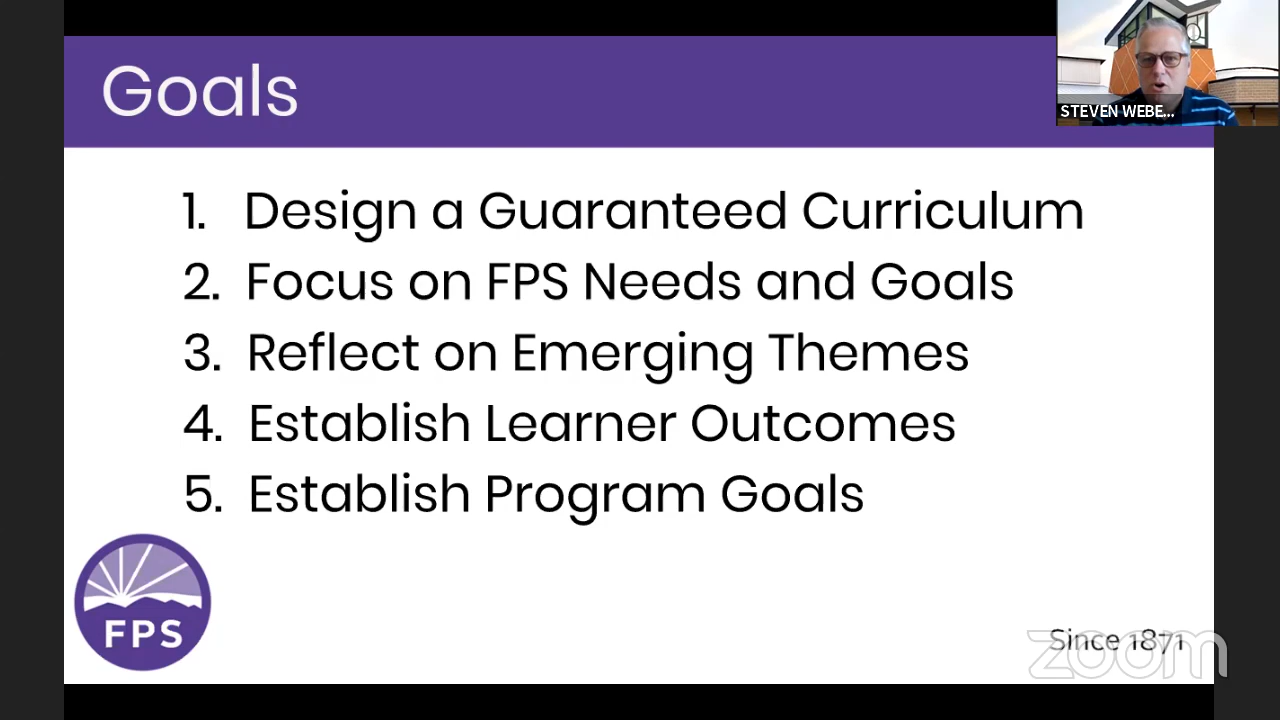 Goals
STEVEN WEBE...
1. Design a Guaranteed Curriculum
2. Focus on FPS Needs and Goals
3. Reflect on Emerging Themes
4. Establish Learner Outcomes
5. Establish Program Goals
FPS
Since 1871
zoom